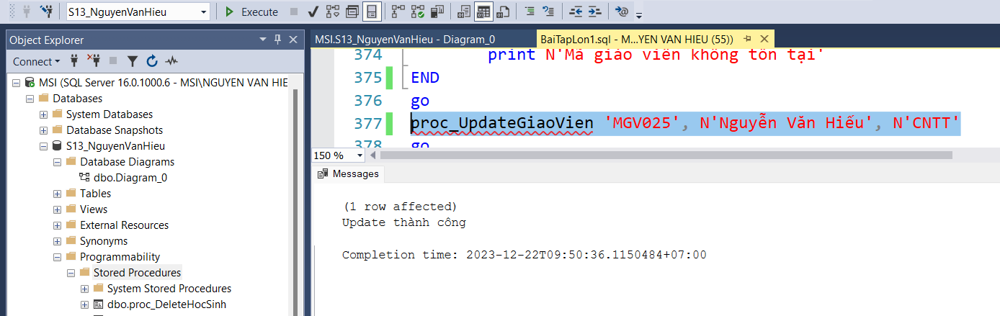 S13_NguyenVanHieu
Execute
Object Explorer
Connect
MSI (SQL Server 16.0.1000.6 - MSI\NGUYEN VAN HIE
Databases
System Databases
Database Snapshots
S13_NguyenVanHieu
Database Diagrams
dbo.Diagram_0
Tables
Views
External Resources
Synonyms
Programmability
Stored Procedures
System Stored Procedures
dbo.proc_DeleteHocSinh
MSI.S13_NguyenVanHieu - Diagram_0
BaiTapLon1.sql - M...YEN VAN HIEU (55))
374 print N'Mã giáo viên không tồn tại'
375 END
376 go
377 proc_UpdateGiaoVien 'MGV025', N'Nguyễn Văn Hiếu', N'CNTT'
378 go
150 %
Messages
(1 row affected)
Update thành công
Completion time: 2023-12-22T09:50:36.1150484+07:00